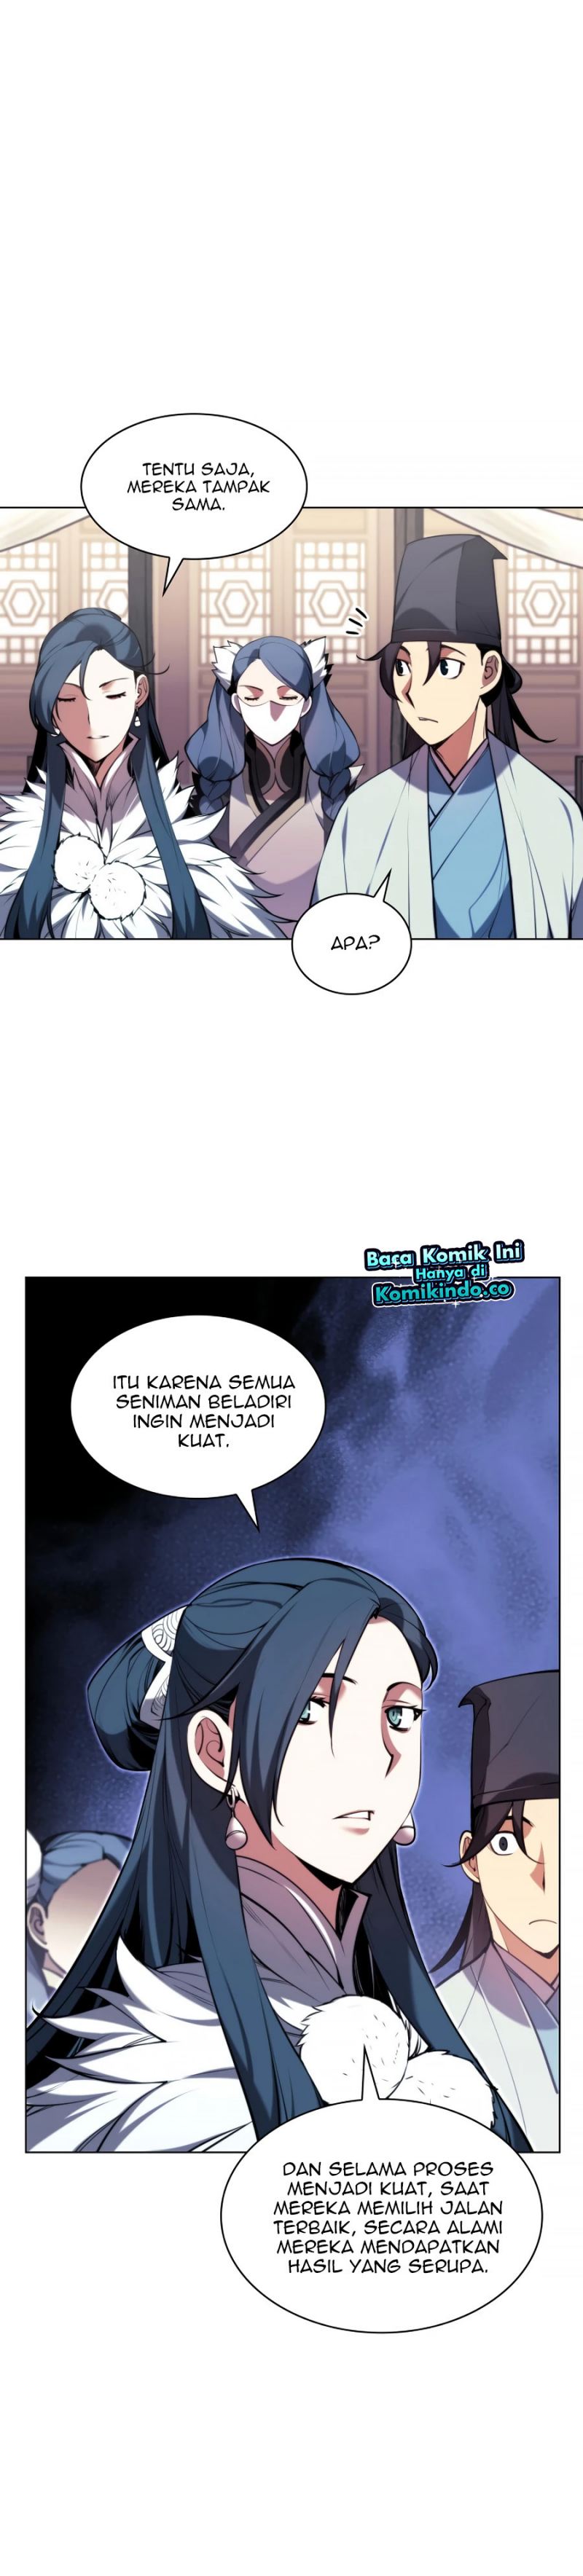 TENTU SAJA,
MEREKA TAMPAK
SAMA.
APA?
Baca Komik Ini
Hanya di
Komikindo.co
ITU KARENA SEMUA
SENIMAN BELADIRI
INGIN MENJADI
KUAT.
DAN SELAMA PROSES
MENJADI KUAT, SAAT
MEREKA MEMILIH JALAN
TERBAIK, SECARA ALAMI
MEREKA MENDAPATKAN
HASIL YANG SERUPA.